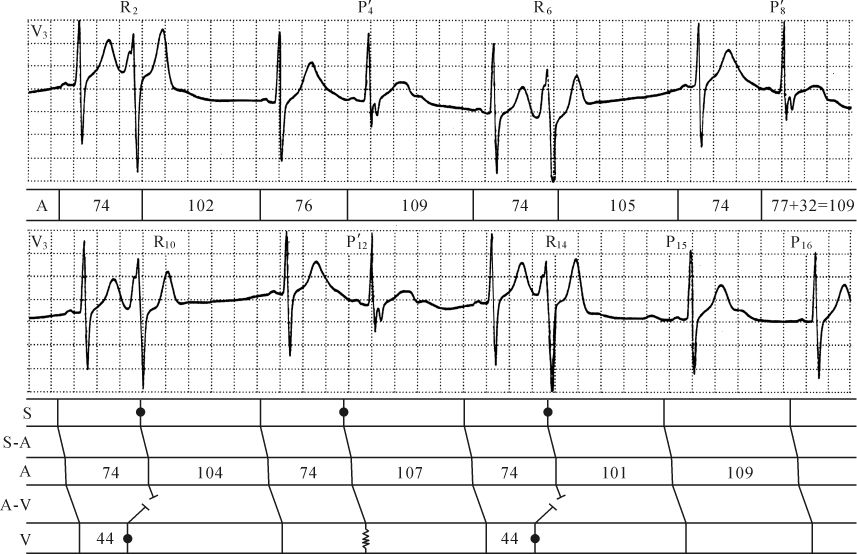 R₂ P′₄ R₆ P′₈
V₃
A 74 102 76 109 74 105 74 77+32=109
V₃ R₁₀ P′₁₂ R₁₄ P₁₅ P₁₆
S
S-A
A 74 104 74 107 74 101 109
A-V
V 44 44